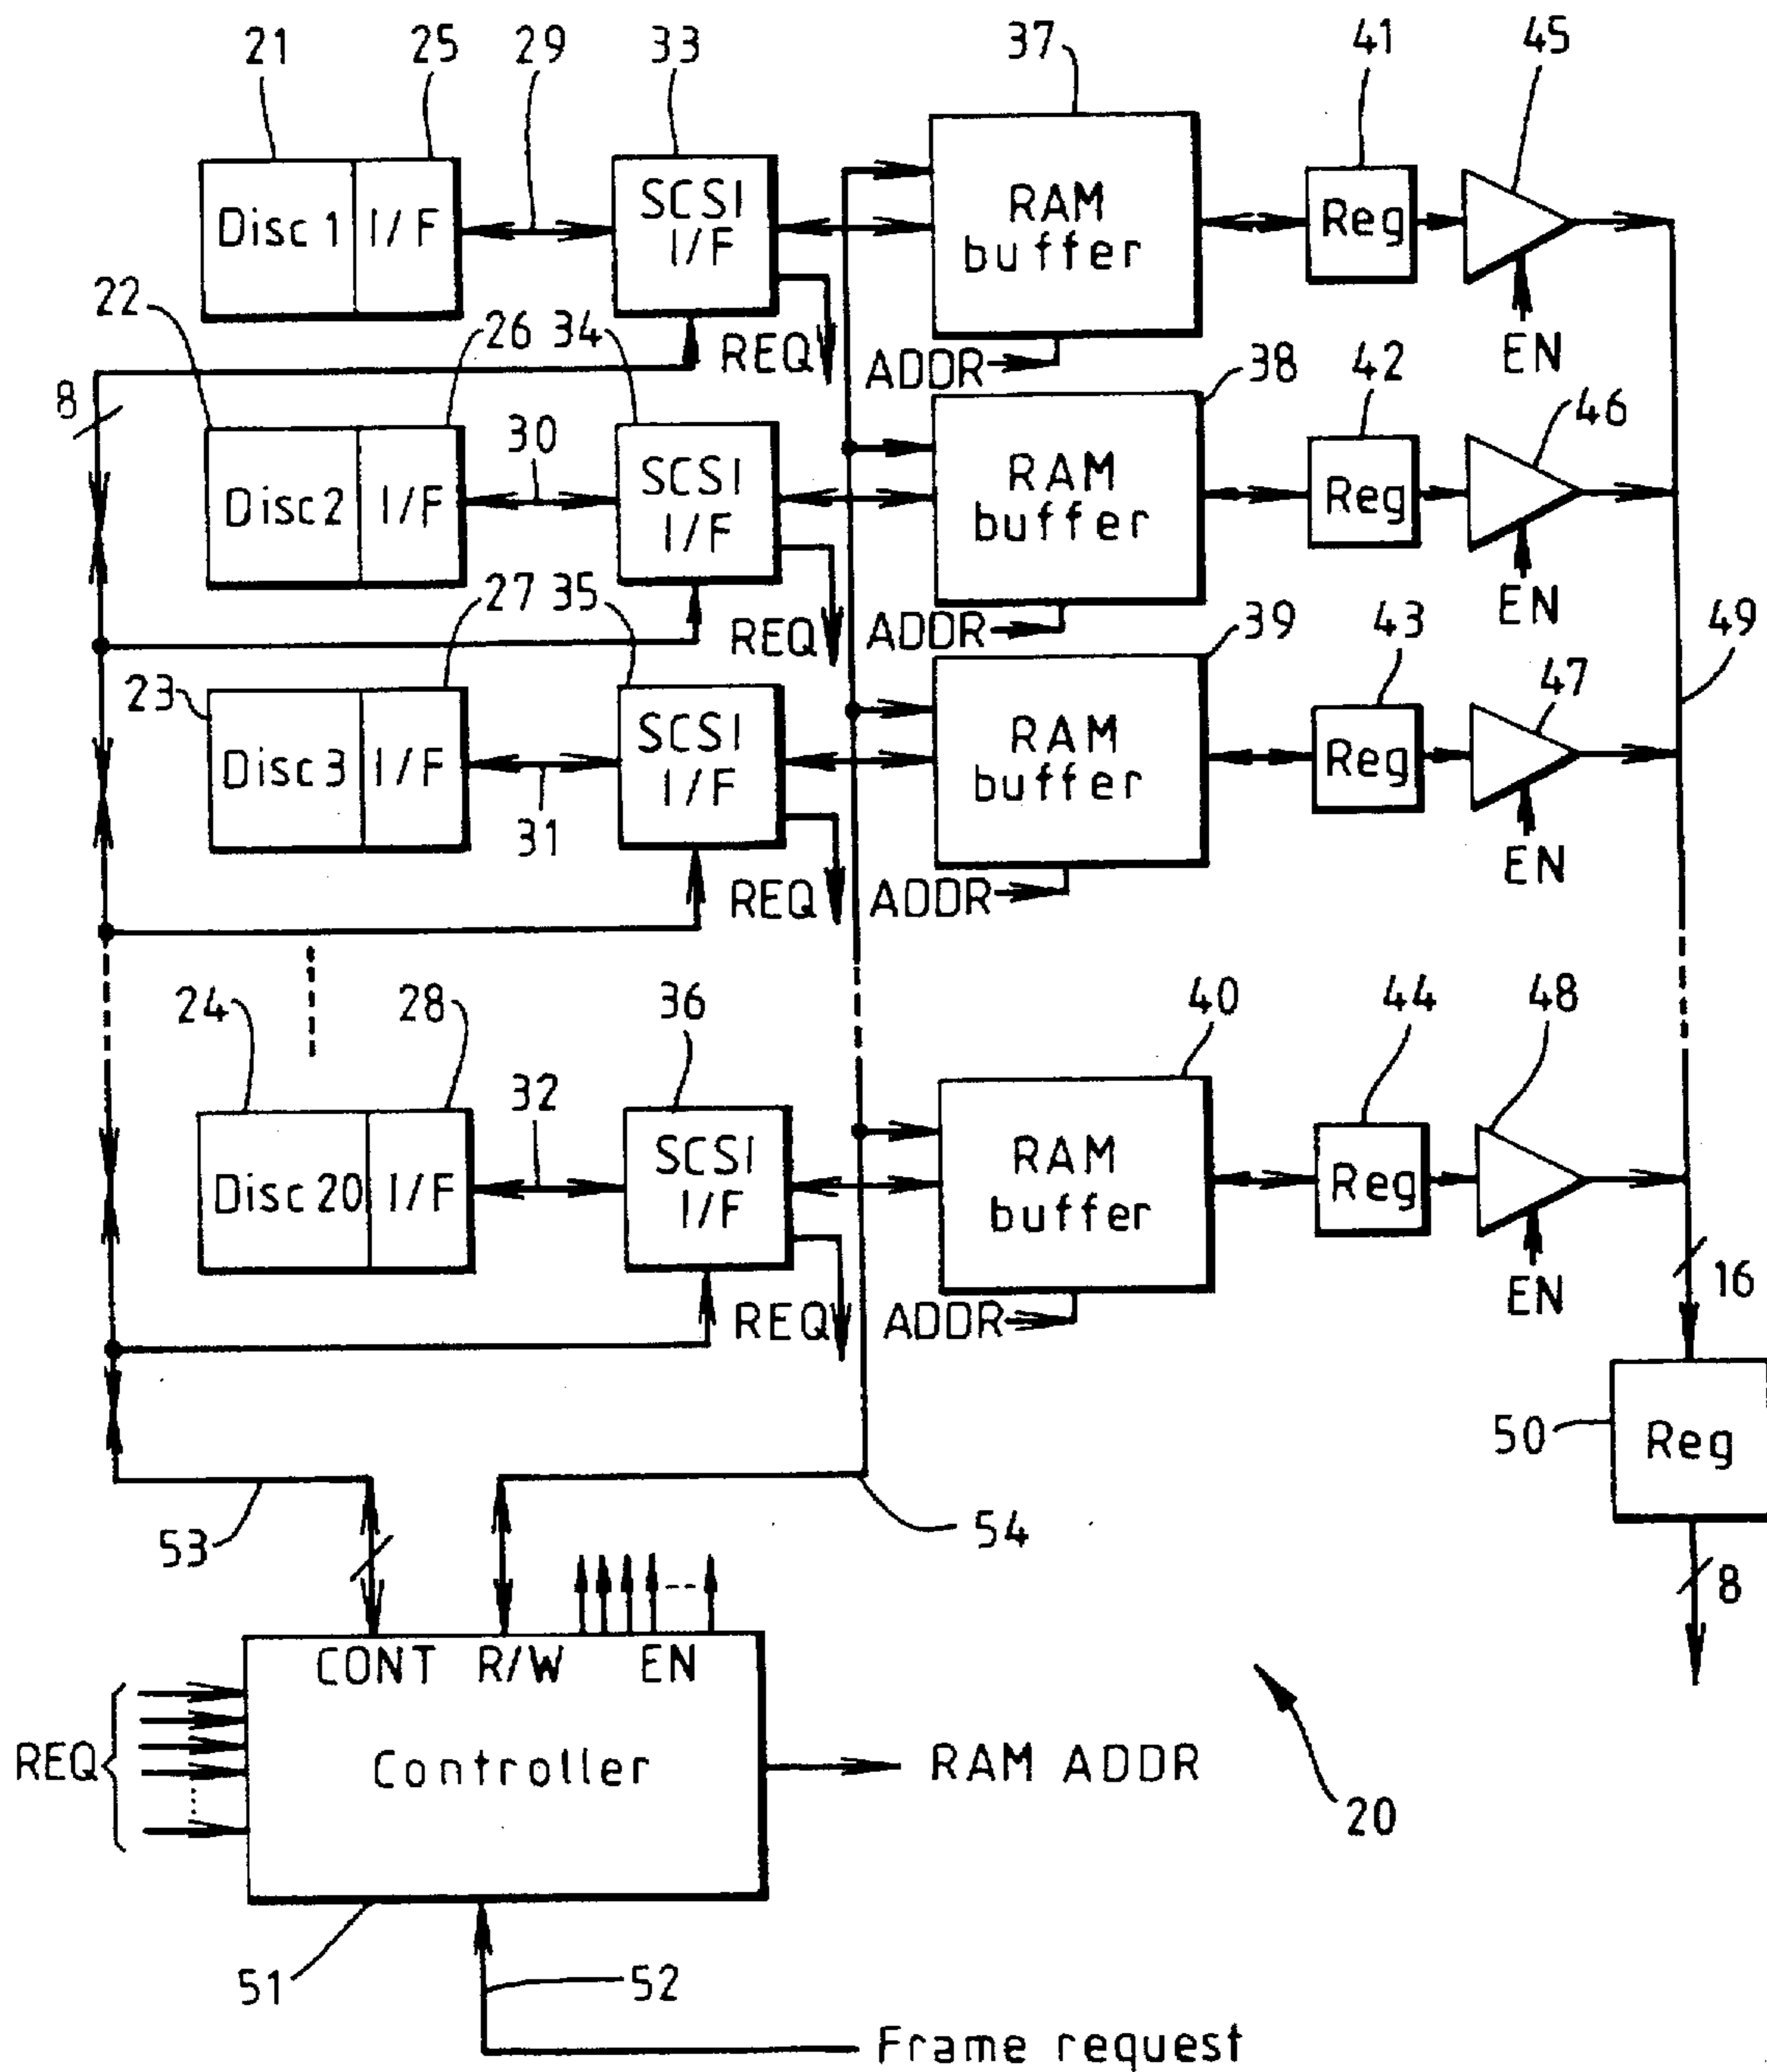 21 25 29 33 37 41 45
Disc 1 I/F SCSI I/F RAM buffer Reg
REQ ADDR EN
8
22 26 34 38 42 46
30
Disc 2 I/F SCSI I/F RAM buffer Reg
REQ ADDR EN
23 27 35 39 43 47 49
Disc 3 I/F SCSI I/F RAM buffer Reg
31
REQ ADDR EN
24 28 36 40 44 48
32
Disc 20 I/F SCSI I/F RAM buffer Reg
REQ ADDR EN
16
50 Reg
53 54
8
CONT R/W EN
REQ Controller RAM ADDR
20
51 52
Frame request